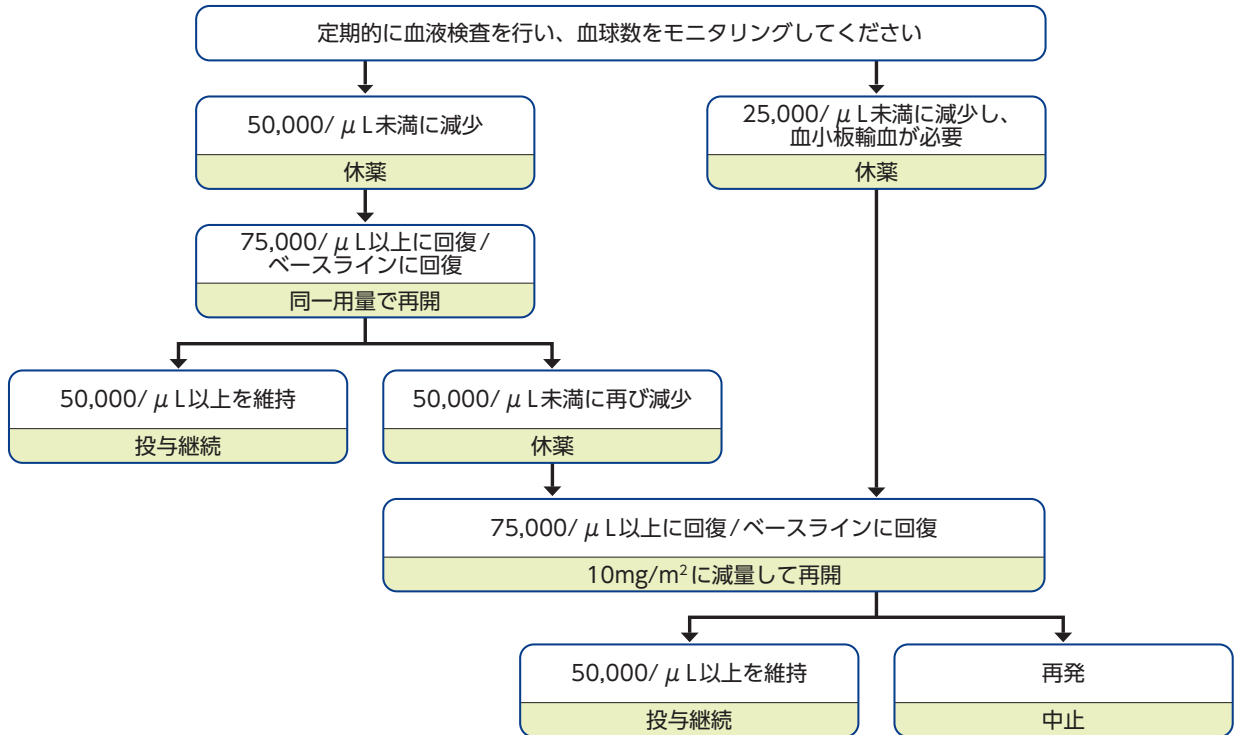 定期的に血液検査を行い、血球数をモニタリングしてください
50,000/μL未満に減少
休薬
25,000/μL未満に減少し、
血小板輸血が必要
休薬
75,000/μL以上に回復/
ベースラインに回復
同一用量で再開
50,000/μL以上を維持
投与継続
50,000/μL未満に再び減少
休薬
75,000/μL以上に回復/ベースラインに回復
10mg/m²に減量して再開
50,000/μL以上を維持
投与継続
再発
中止